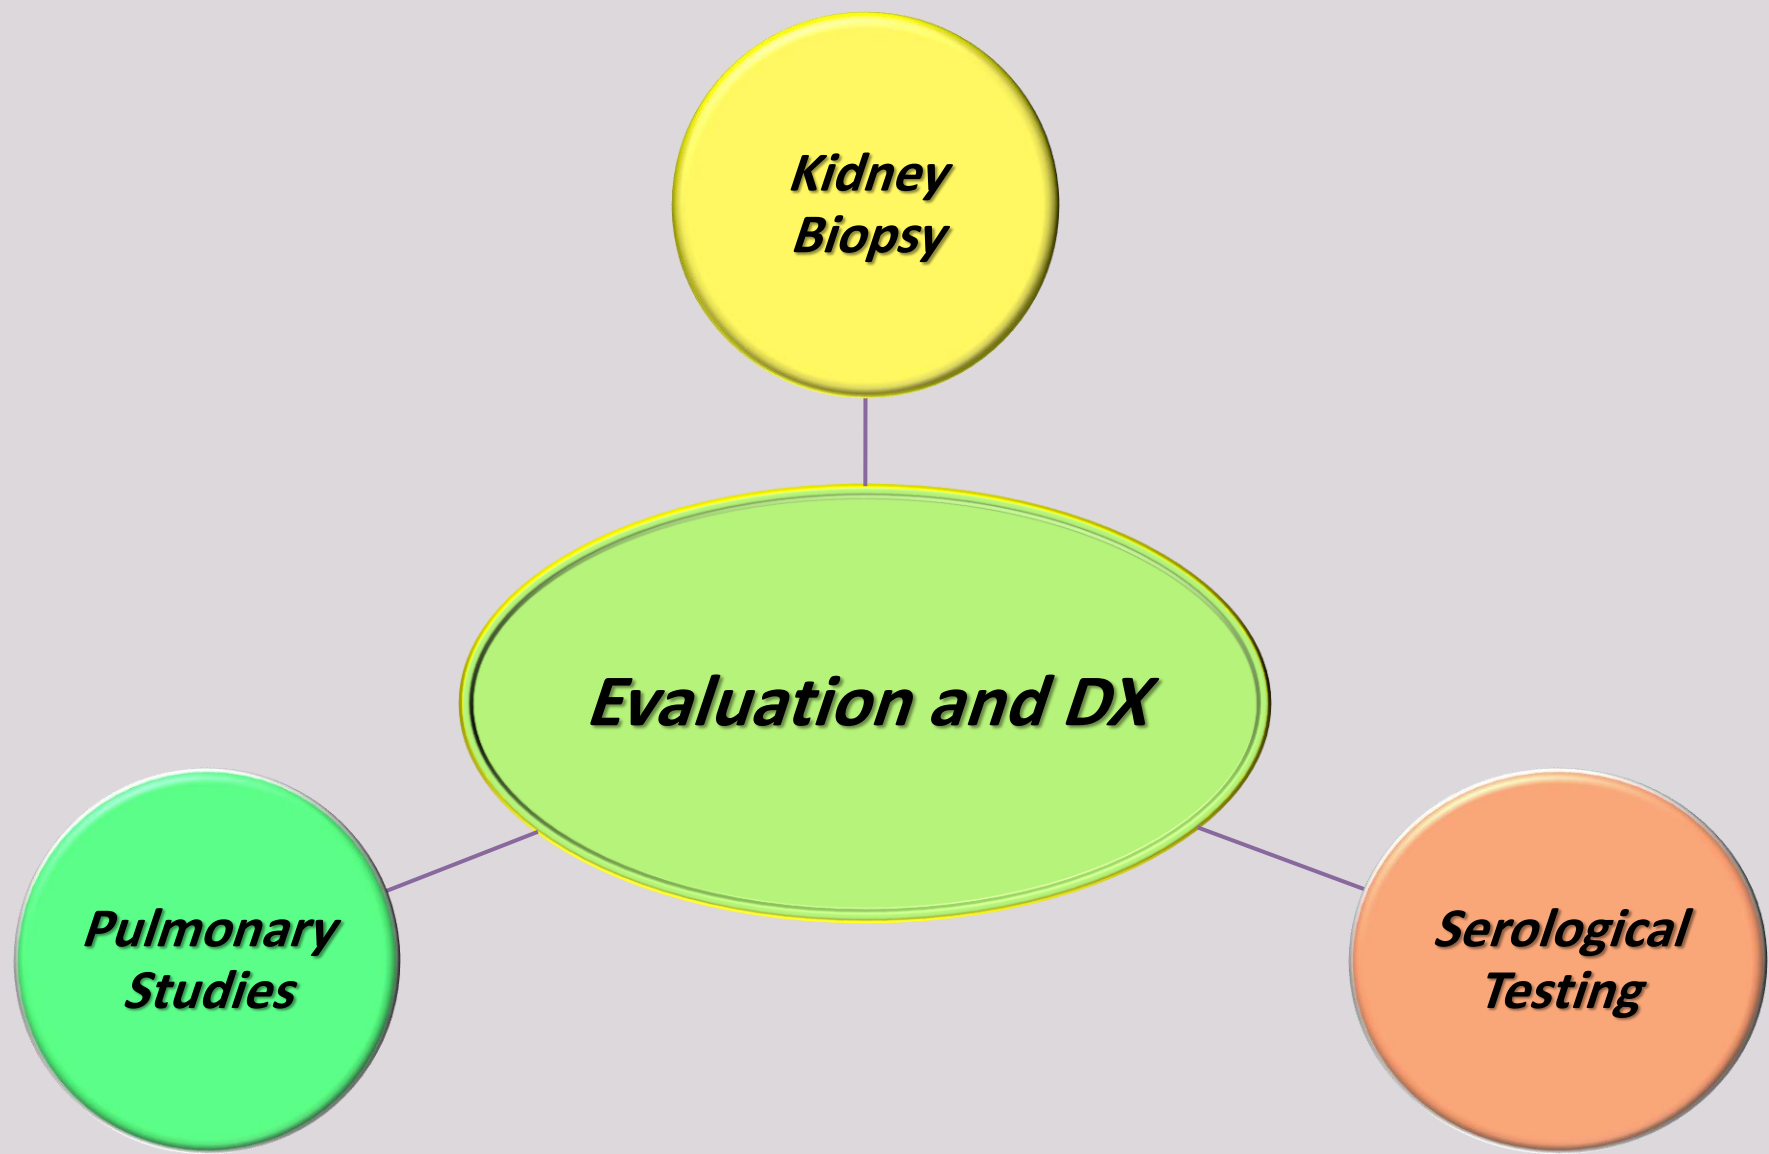 Kidney
Biopsy
Evaluation and DX
Pulmonary
Studies
Serological
Testing